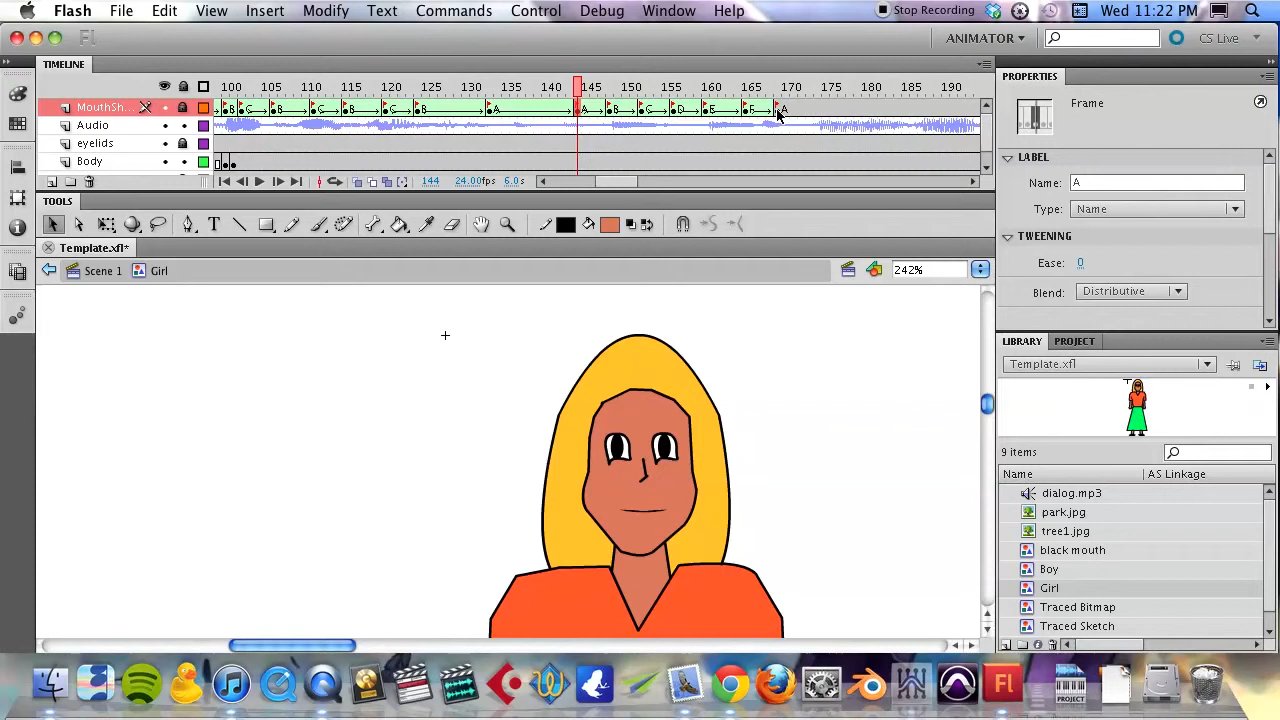 Flash File Edit View Insert Modify Text Commands Control Debug Window Help Stop Recording Wed 11:22 PM
Fl ANIMATOR CS Live
TIMELINE
100 105 110 115 120 125 130 135 140 145 150 155 160 165 170 175 180 185 190
MouthSh... B C B C B C B A A B C D E F A
Audio
eyelids
Body
144 24.00fps 6.0s
TOOLS
Template.xfl*
Scene 1 Girl 242%
PROPERTIES
Frame
LABEL
Name: A
Type: Name
TWEENING
Ease: 0
Blend: Distributive
LIBRARY PROJECT
Template.xfl
9 items
Name AS Linkage
dialog.mp3
park.jpg
tree1.jpg
black mouth
Boy
Girl
Traced Bitmap
Traced Sketch
SCRIPT
Fl